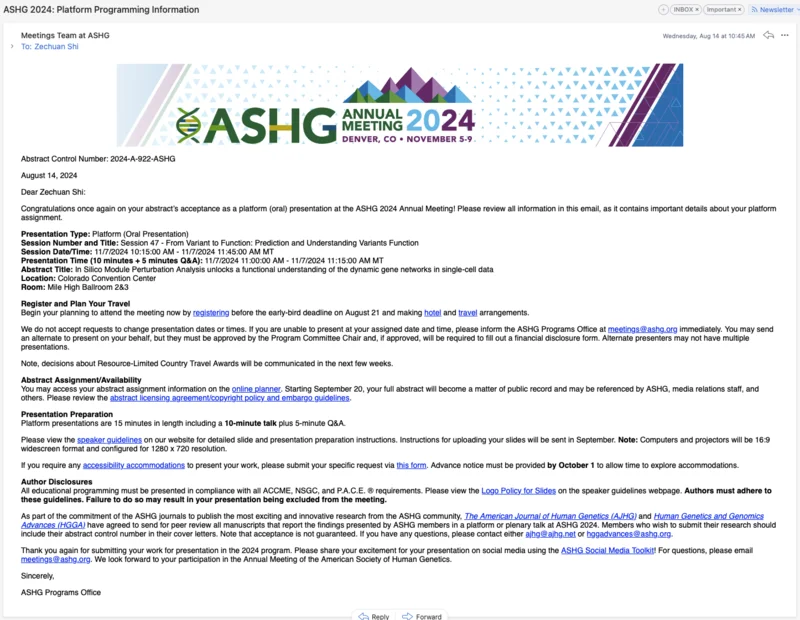 ASHG 2024: Platform Programming Information
INBOX × Important × Newsletter
Meetings Team at ASHG
Wednesday, Aug 14 at 10:45 AM
To: Zechuan Shi
ASHG ANNUAL MEETING 2024
DENVER, CO • NOVEMBER 5-9
Abstract Control Number: 2024-A-922-ASHG
August 14, 2024
Dear Zechuan Shi:
Congratulations once again on your abstract's acceptance as a platform (oral) presentation at the ASHG 2024 Annual Meeting! Please review all information in this email, as it contains important details about your platform
assignment.
Presentation Type: Platform (Oral Presentation)
Session Number and Title: Session 47 - From Variant to Function: Prediction and Understanding Variants Function
Session Date/Time: 11/7/2024 10:15:00 AM - 11/7/2024 11:45:00 AM MT
Presentation Time (10 minutes + 5 minutes Q&A): 11/7/2024 11:00:00 AM - 11/7/2024 11:15:00 AM MT
Abstract Title: In Silico Module Perturbation Analysis unlocks a functional understanding of the dynamic gene networks in single-cell data
Location: Colorado Convention Center
Room: Mile High Ballroom 2&3
Register and Plan Your Travel
Begin your planning to attend the meeting now by registering before the early-bird deadline on August 21 and making hotel and travel arrangements.
We do not accept requests to change presentation dates or times. If you are unable to present at your assigned date and time, please inform the ASHG Programs Office at meetings@ashg.org immediately. You may send
an alternate to present on your behalf, but they must be approved by the Program Committee Chair and, if approved, will be required to fill out a financial disclosure form. Alternate presenters may not have multiple
presentations.
Note, decisions about Resource-Limited Country Travel Awards will be communicated in the next few weeks.
Abstract Assignment/Availability
You may access your abstract assignment information on the online planner. Starting September 20, your full abstract will become a matter of public record and may be referenced by ASHG, media relations staff, and
others. Please review the abstract licensing agreement/copyright policy and embargo guidelines.
Presentation Preparation
Platform presentations are 15 minutes in length including a 10-minute talk plus 5-minute Q&A.
Please view the speaker guidelines on our website for detailed slide and presentation preparation instructions. Instructions for uploading your slides will be sent in September. Note: Computers and projectors will be 16:9
widescreen format and configured for 1280 x 720 resolution.
If you require any accessibility accommodations to present your work, please submit your specific request via this form. Advance notice must be provided by October 1 to allow time to explore accommodations.
Author Disclosures
All educational programming must be presented in compliance with all ACCME, NSGC, and P.A.C.E. ® requirements. Please view the Logo Policy for Slides on the speaker guidelines webpage. Authors must adhere to
these guidelines. Failure to do so may result in your presentation being excluded from the meeting.
As part of the commitment of the ASHG journals to publish the most exciting and innovative research from the ASHG community, The American Journal of Human Genetics (AJHG) and Human Genetics and Genomics
Advances (HGGA) have agreed to send for peer review all manuscripts that report the findings presented by ASHG members in a platform or plenary talk at ASHG 2024. Members who wish to submit their research should
include their abstract control number in their cover letters. Note that acceptance is not guaranteed. If you have any questions, please contact either ajhg@ajhg.net or hggadvances@ashg.org.
Thank you again for submitting your work for presentation in the 2024 program. Please share your excitement for your presentation on social media using the ASHG Social Media Toolkit! For questions, please email
meetings@ashg.org. We look forward to your participation in the Annual Meeting of the American Society of Human Genetics.
Sincerely,
ASHG Programs Office
Reply Forward